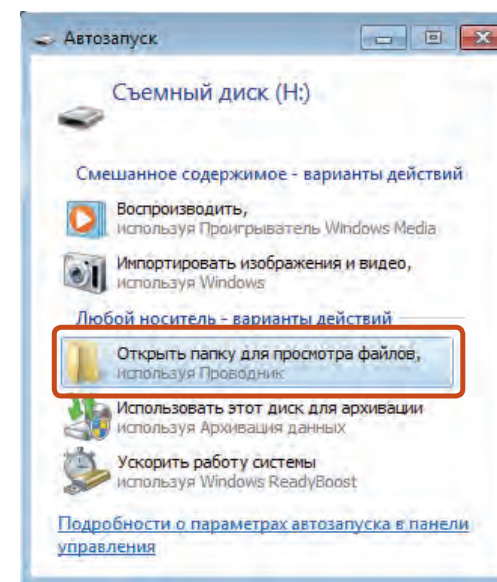 Автозапуск
Съемный диск (H:)
Смешанное содержимое - варианты действий
Воспроизводить,
используя Проигрыватель Windows Media
Импортировать изображения и видео,
используя Windows
Любой носитель - варианты действий
Открыть папку для просмотра файлов,
используя Проводник
Использовать этот диск для архивации
используя Архивация данных
Ускорить работу системы
используя Windows ReadyBoost
Подробности о параметрах автозапуска в панели
управления